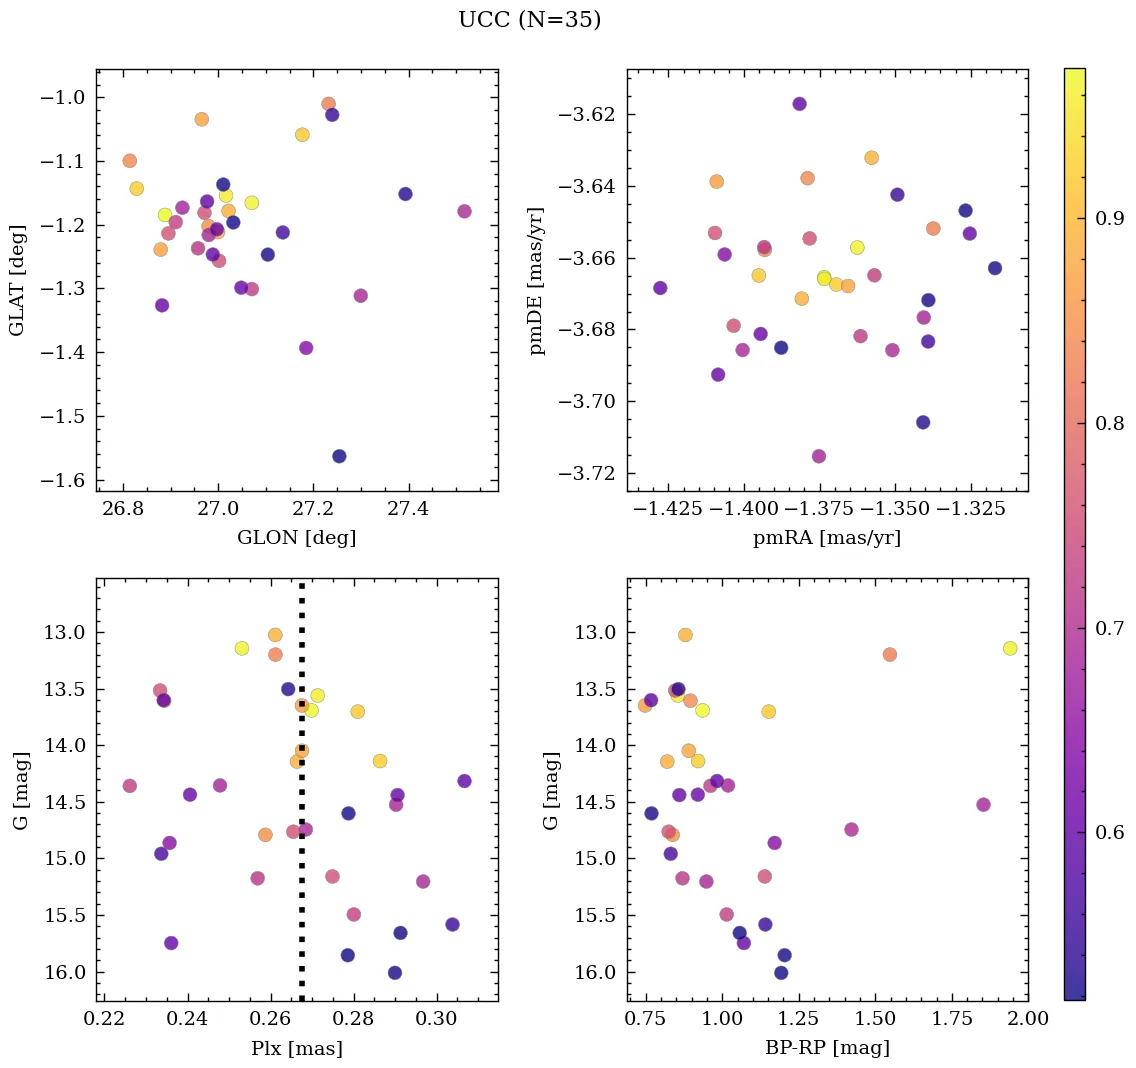 UCC (N=35)
−1.0
−1.1
−1.2
−1.3
−1.4
−1.5
−1.6
GLAT [deg]
26.8 27.0 27.2 27.4
GLON [deg]
−3.62
−3.64
−3.66
−3.68
−3.70
−3.72
pmDE [mas/yr]
−1.425 −1.400 −1.375 −1.350 −1.325
pmRA [mas/yr]
13.0
13.5
14.0
14.5
15.0
15.5
16.0
G [mag]
0.22 0.24 0.26 0.28 0.30
Plx [mas]
13.0
13.5
14.0
14.5
15.0
15.5
16.0
G [mag]
0.75 1.00 1.25 1.50 1.75 2.00
BP-RP [mag]
0.9
0.8
0.7
0.6